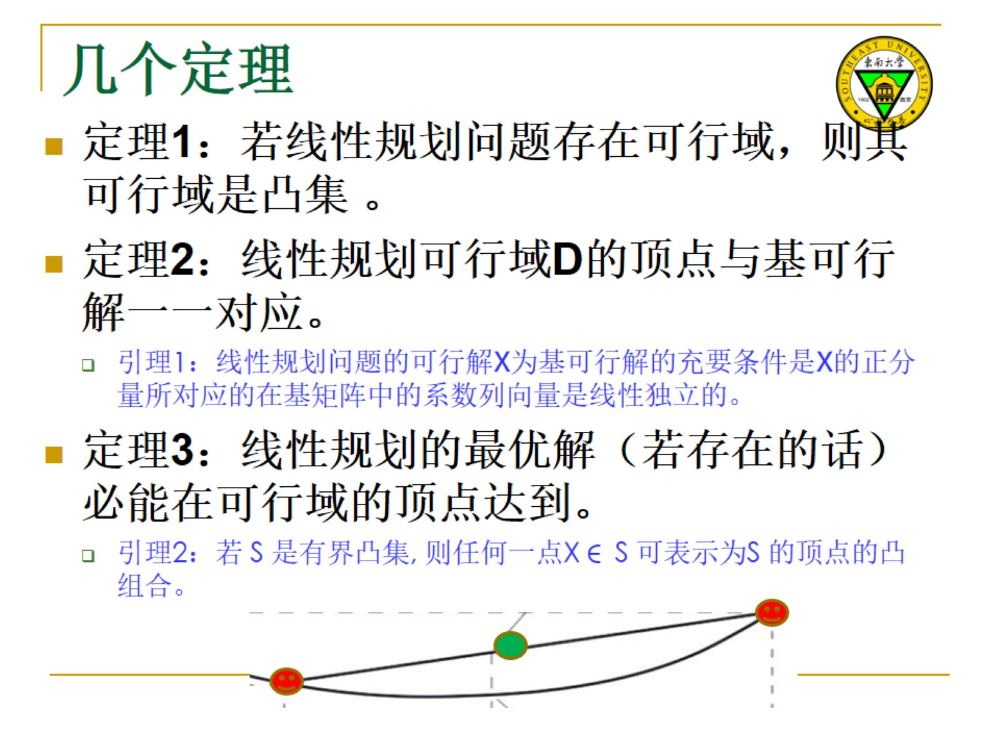 几个定理
SOUTHEAST UNIVERSITY
東南大學
1902 南京
定理1：若线性规划问题存在可行域，则其
可行域是凸集 。
定理2：线性规划可行域D的顶点与基可行
解一一对应。
引理1：线性规划问题的可行解X为基可行解的充要条件是X的正分
量所对应的在基矩阵中的系数列向量是线性独立的。
定理3：线性规划的最优解（若存在的话）
必能在可行域的顶点达到。
引理2：若 S 是有界凸集, 则任何一点X∈ S 可表示为S 的顶点的凸
组合。